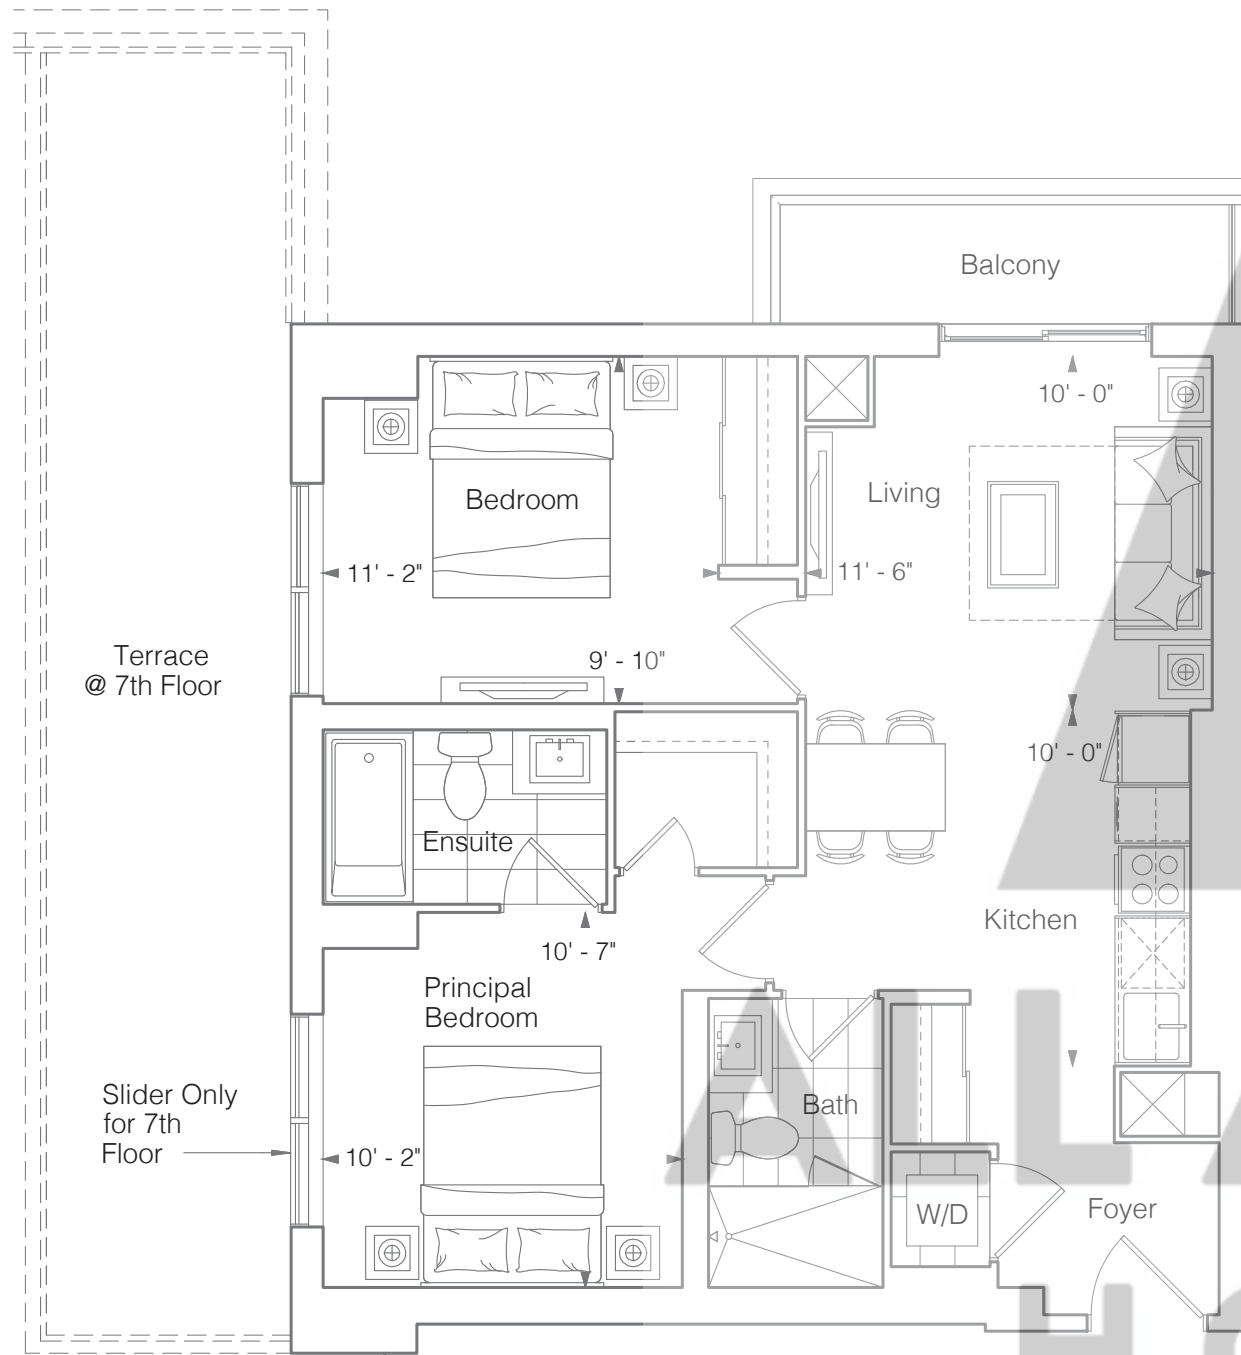 Balcony
10' - 0"
Living
Bedroom
11' - 2"
11' - 6"
9' - 10"
Terrace
@ 7th Floor
10' - 0"
Ensuite
Kitchen
10' - 7"
Principal
Bedroom
Slider Only
for 7th
Floor
10' - 2"
Bath
W/D
Foyer